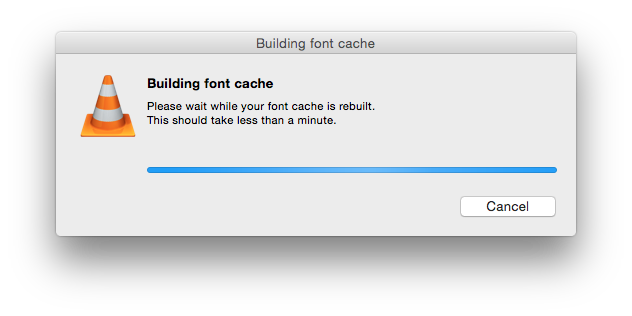 Building font cache
Building font cache
Please wait while your font cache is rebuilt.
This should take less than a minute.
Cancel